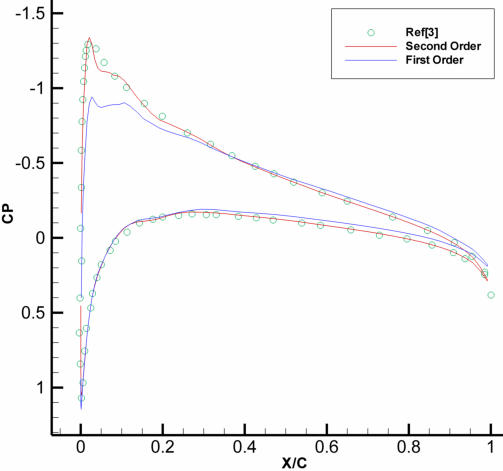 -1.5
-1
-0.5
0
0.5
1
CP
Ref[3]
Second Order
First Order
0 0.2 0.4 0.6 0.8 1
X/C